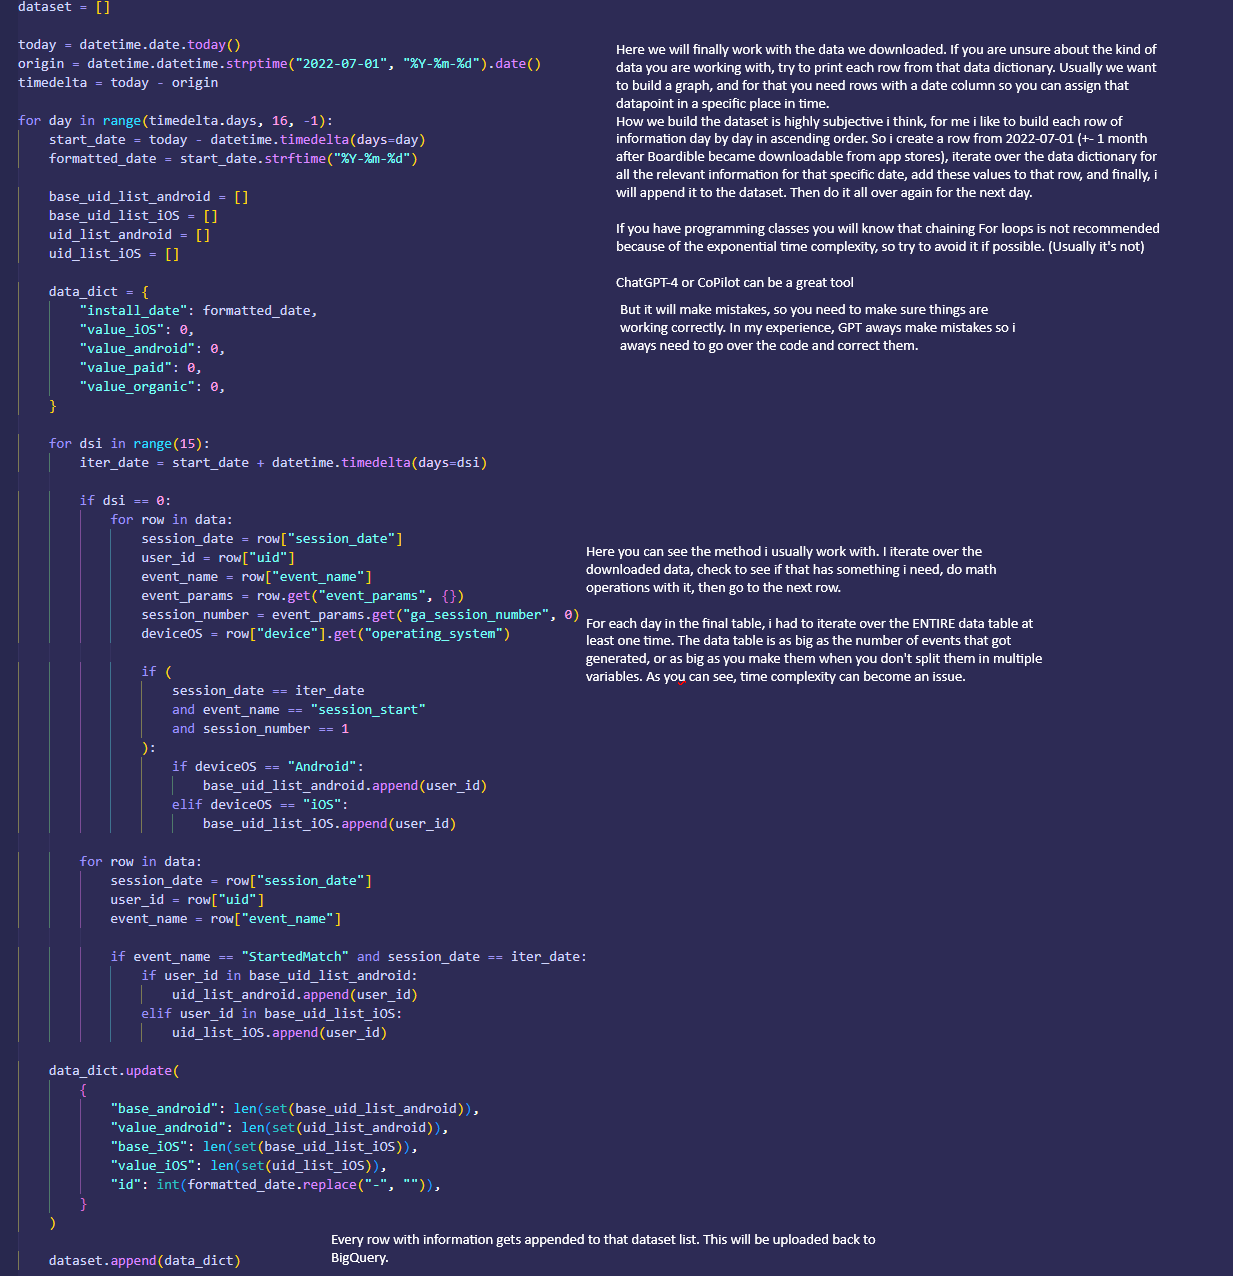 dataset = []
today = datetime.date.today()
origin = datetime.datetime.strptime("2022-07-01", "%Y-%m-%d").date()
timedelta = today - origin
for day in range(timedelta.days, 16, -1):
start_date = today - datetime.timedelta(days=day)
formatted_date = start_date.strftime("%Y-%m-%d")
base_uid_list_android = []
base_uid_list_iOS = []
uid_list_android = []
uid_list_iOS = []
data_dict = {
"install_date": formatted_date,
"value_iOS": 0,
"value_android": 0,
"value_paid": 0,
"value_organic": 0,
}
Here we will finally work with the data we downloaded. If you are unsure about the kind of
data you are working with, try to print each row from that data dictionary. Usually we want
to build a graph, and for that you need rows with a date column so you can assign that
datapoint in a specific place in time.
How we build the dataset is highly subjective i think, for me i like to build each row of
information day by day in ascending order. So i create a row from 2022-07-01 (+- 1 month
after Boardible became downloadable from app stores), iterate over the data dictionary for
all the relevant information for that specific date, add these values to that row, and finally, i
will append it to the dataset. Then do it all over again for the next day.
If you have programming classes you will know that chaining For loops is not recommended
because of the exponential time complexity, so try to avoid it if possible. (Usually it's not)
ChatGPT-4 or CoPilot can be a great tool
But it will make mistakes, so you need to make sure things are
working correctly. In my experience, GPT aways make mistakes so i
aways need to go over the code and correct them.
for dsi in range(15):
iter_date = start_date + datetime.timedelta(days=dsi)
if dsi == 0:
for row in data:
session_date = row["session_date"]
user_id = row["uid"]
event_name = row["event_name"]
event_params = row.get("event_params", {})
session_number = event_params.get("ga_session_number", 0)
deviceOS = row["device"].get("operating_system")
if (
session_date == iter_date
and event_name == "session_start"
and session_number == 1
):
if deviceOS == "Android":
base_uid_list_android.append(user_id)
elif deviceOS == "iOS":
base_uid_list_iOS.append(user_id)
Here you can see the method i usually work with. I iterate over the
downloaded data, check to see if that has something i need, do math
operations with it, then go to the next row.
For each day in the final table, i had to iterate over the ENTIRE data table at
least one time. The data table is as big as the number of events that got
generated, or as big as you make them when you don't split them in multiple
variables. As you can see, time complexity can become an issue.
for row in data:
session_date = row["session_date"]
user_id = row["uid"]
event_name = row["event_name"]
if event_name == "StartedMatch" and session_date == iter_date:
if user_id in base_uid_list_android:
uid_list_android.append(user_id)
elif user_id in base_uid_list_iOS:
uid_list_iOS.append(user_id)
data_dict.update(
{
"base_android": len(set(base_uid_list_android)),
"value_android": len(set(uid_list_android)),
"base_iOS": len(set(base_uid_list_iOS)),
"value_iOS": len(set(uid_list_iOS)),
"id": int(formatted_date.replace("-", "")),
}
)
dataset.append(data_dict)
Every row with information gets appended to that dataset list. This will be uploaded back to
BigQuery.